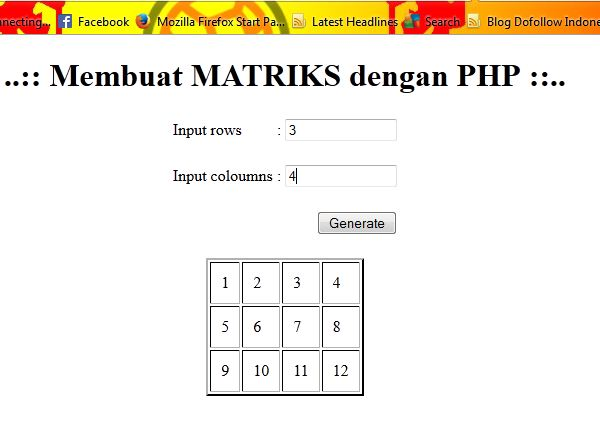 nnecting... Facebook Mozilla Firefox Start Pa... Latest Headlines Search Blog Dofollow Indone
..:: Membuat MATRIKS dengan PHP ::..
Input rows : 3
Input coloumns : 4
Generate
1 2 3 4
5 6 7 8
9 10 11 12